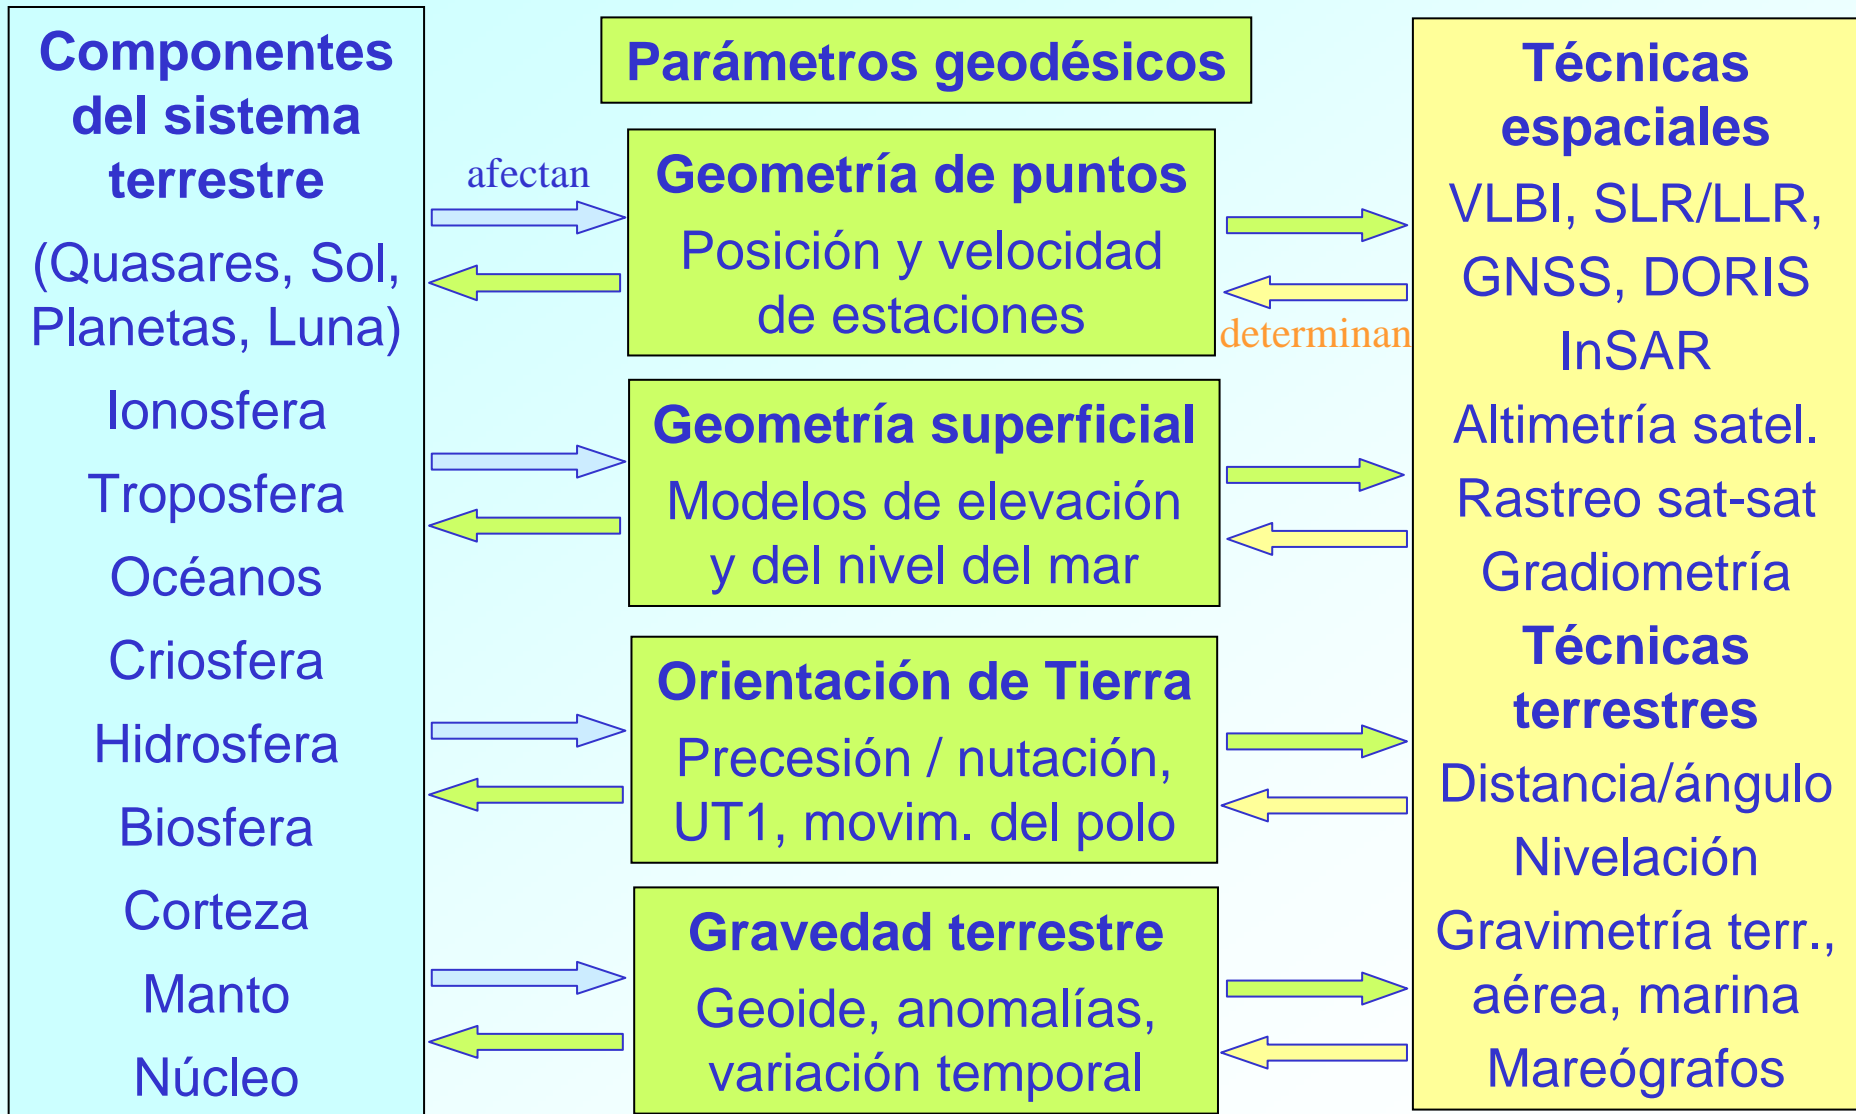 Componentes
del sistema
terrestre
(Quasares, Sol,
Planetas, Luna)
Ionosfera
Troposfera
Océanos
Criosfera
Hidrosfera
Biosfera
Corteza
Manto
Núcleo
afectan
Parámetros geodésicos
Geometría de puntos
Posición y velocidad
de estaciones
Geometría superficial
Modelos de elevación
y del nivel del mar
Orientación de Tierra
Precesión / nutación,
UT1, movim. del polo
Gravedad terrestre
Geoide, anomalías,
variación temporal
determinan
Técnicas
espaciales
VLBI, SLR/LLR,
GNSS, DORIS
InSAR
Altimetría satel.
Rastreo sat-sat
Gradiometría
Técnicas
terrestres
Distancia/ángulo
Nivelación
Gravimetría terr.,
aérea, marina
Mareógrafos